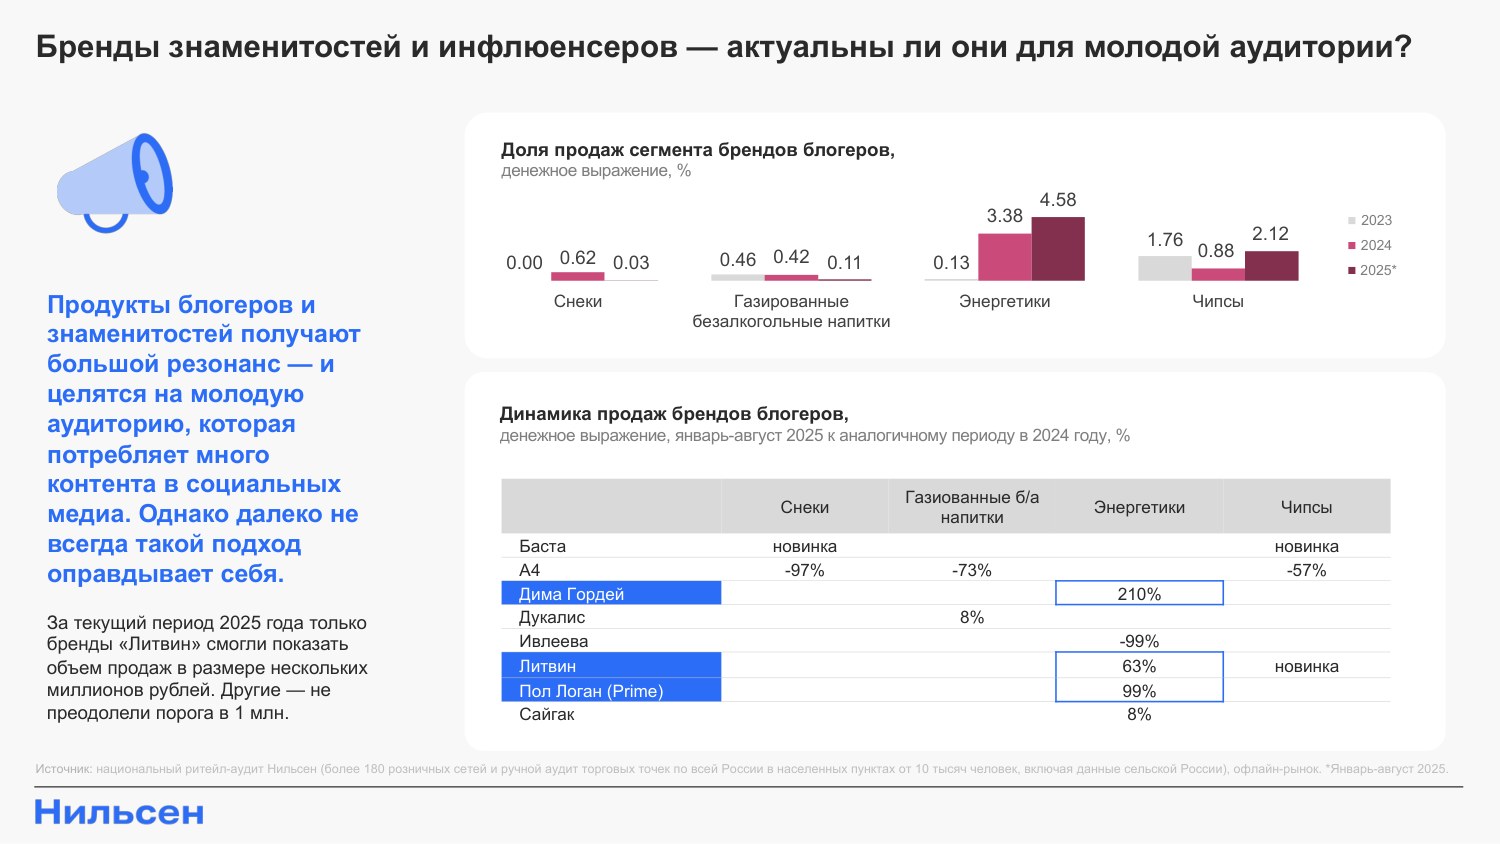 Бренды знаменитостей и инфлюенсеров — актуальны ли они для молодой аудитории?
Продукты блогеров и
знаменитостей получают
большой резонанс — и
целятся на молодую
аудиторию, которая
потребляет много
контента в социальных
медиа. Однако далеко не
всегда такой подход
оправдывает себя.
За текущий период 2025 года только
бренды «Литвин» смогли показать
объем продаж в размере нескольких
миллионов рублей. Другие — не
преодолели порога в 1 млн.
Доля продаж сегмента брендов блогеров,
денежное выражение, %
0.00 0.62 0.03
0.46 0.42 0.11
0.13 3.38 4.58
1.76 0.88 2.12
Снеки
Газированные
безалкогольные напитки
Энергетики
Чипсы
2023
2024
2025*
Динамика продаж брендов блогеров,
денежное выражение, январь-август 2025 к аналогичному периоду в 2024 году, %
Снеки Газиованные б/а напитки Энергетики Чипсы
Баста новинка новинка
А4 -97% -73% -57%
Дима Гордей 210%
Дукалис 8%
Ивлеева -99%
Литвин 63% новинка
Пол Логан (Prime) 99%
Сайгак 8%
Источник: национальный ритейл-аудит Нильсен (более 180 розничных сетей и ручной аудит торговых точек по всей России в населенных пунктах от 10 тысяч человек, включая данные сельской России), офлайн-рынок. *Январь-август 2025.
Нильсен